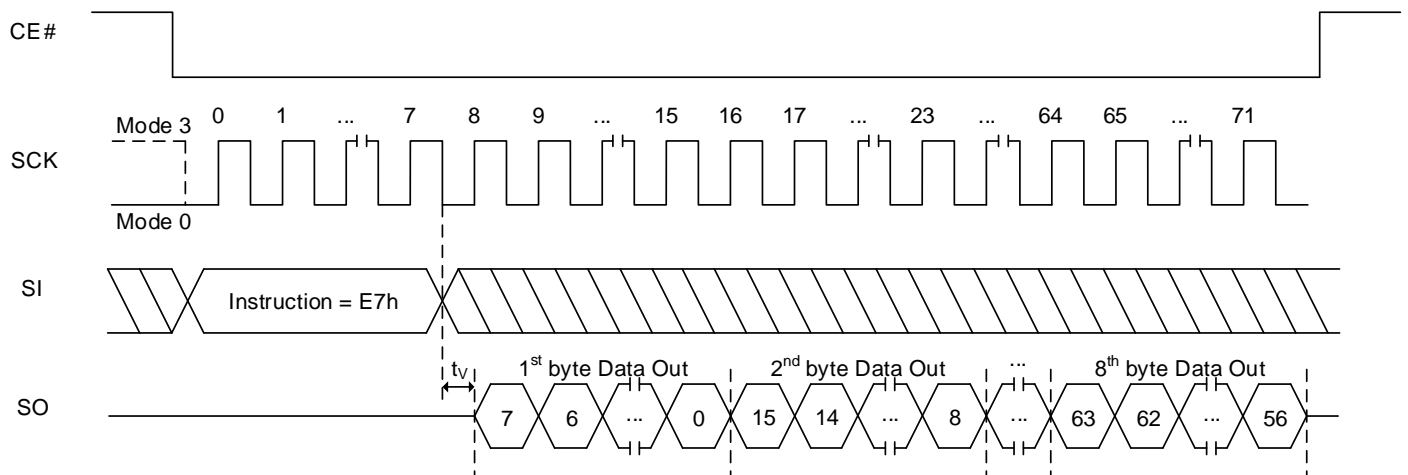 CE#
0 1 ... 7 8 9 ... 15 16 17 ... 23 ... 64 65 ... 71
Mode 3
SCK
Mode 0
SI
Instruction = E7h
tV 1st byte Data Out 2nd byte Data Out ... 8th byte Data Out
SO
7 6 ... 0 15 14 ... 8 ... 63 62 ... 56